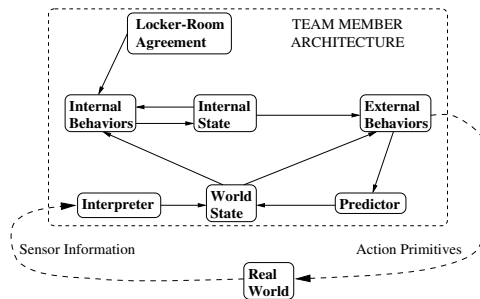 Locker-Room
Agreement
TEAM MEMBER
ARCHITECTURE
Internal
Behaviors
Internal
State
External
Behaviors
Interpreter
World
State
Predictor
Sensor Information
Action Primitives
Real
World